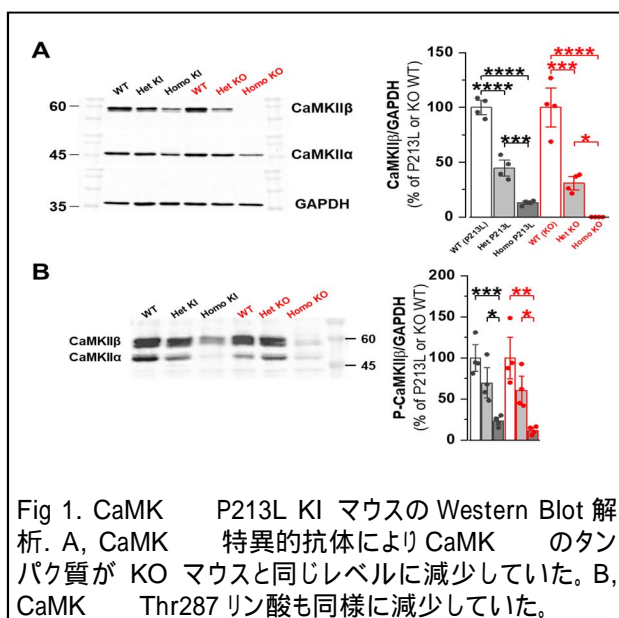 A
WT Het KI Homo KI WT Het KO Homo KO
60 CaMKIIβ
45 CaMKIIα
35 GAPDH
CaMKIIβ/GAPDH
(% of P213L or KO WT)
150
100
50
0
**** **** *** **** *** *
WT (P213L) Het P213L Homo P213L WT (KO) Het KO Homo KO
B
WT Het KI Homo KI WT Het KO Homo KO
CaMKIIβ 60
CaMKIIα 45
P-CaMKIIβ/GAPDH
(% of P213L or KO WT)
200
150
100
50
0
*** * ** *
Fig 1. CaMK P213L KI マウスの Western Blot 解
析. A, CaMK 特異的抗体により CaMK のタン
パク質が KO マウスと同じレベルに減少していた。B,
CaMK Thr287 リン酸も同様に減少していた。